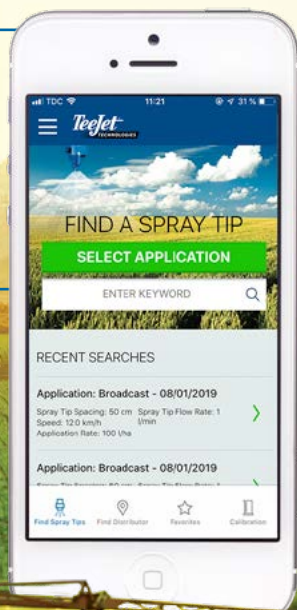 TDC 11:21 31 %
TeeJet
TECHNOLOGIES
FIND A SPRAY TIP
SELECT APPLICATION
ENTER KEYWORD
RECENT SEARCHES
Application: Broadcast - 08/01/2019
Spray Tip Spacing: 50 cm Spray Tip Flow Rate: 1
Speed: 12.0 km/h l/min
Application Rate: 100 l/ha
Application: Broadcast - 08/01/2019
Find Spray Tips Find Distributor Favorites Calibration